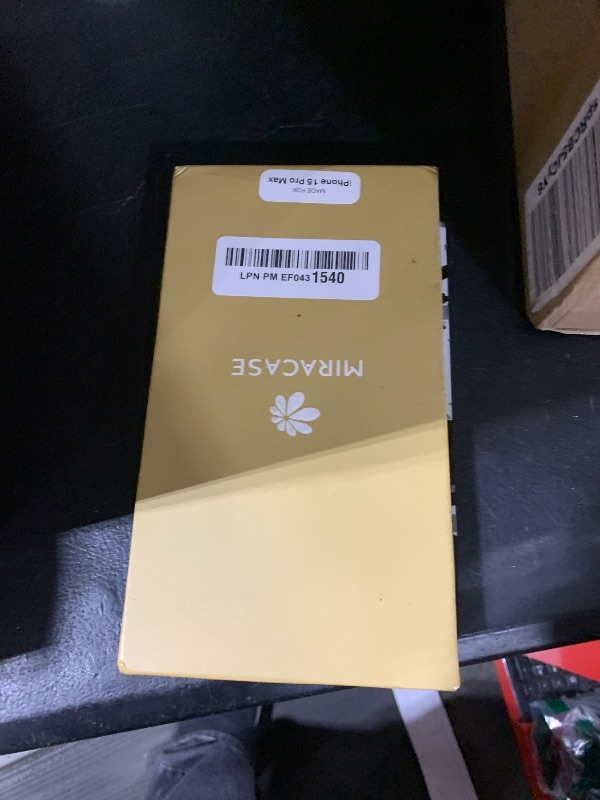 MADE FOR
iPhone 15 Pro Max
LPN PM EF0431540
MIRACASE